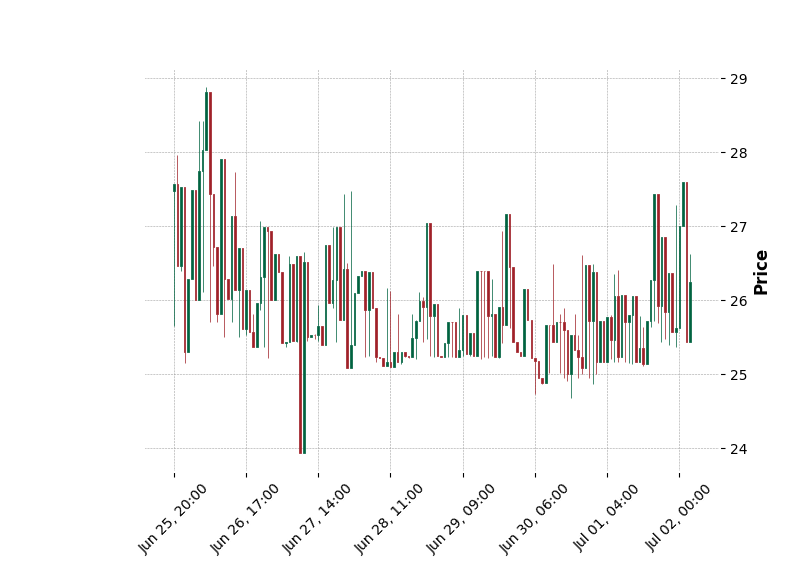 29
28
27
26
25
24
Price
Jun 25, 20:00
Jun 26, 17:00
Jun 27, 14:00
Jun 28, 11:00
Jun 29, 09:00
Jun 30, 06:00
Jul 01, 04:00
Jul 02, 00:00